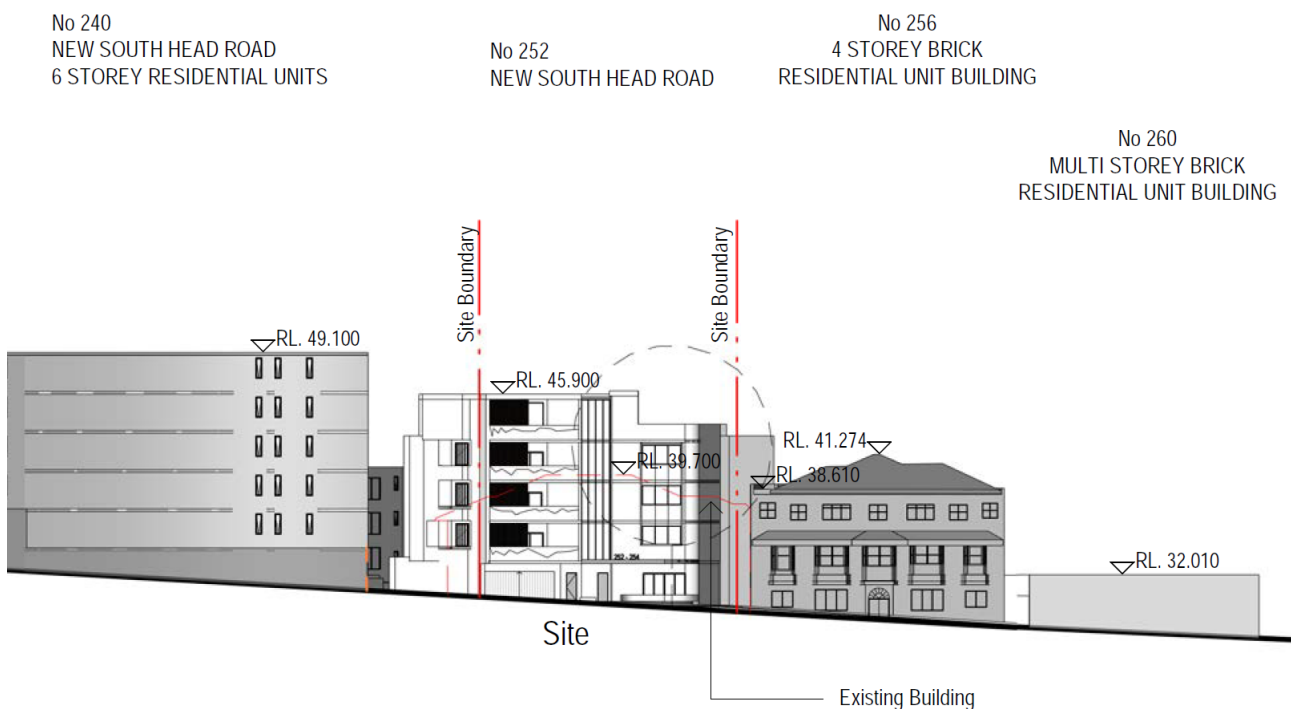 No 240
NEW SOUTH HEAD ROAD
6 STOREY RESIDENTIAL UNITS
No 252
NEW SOUTH HEAD ROAD
No 256
4 STOREY BRICK
RESIDENTIAL UNIT BUILDING
No 260
MULTI STOREY BRICK
RESIDENTIAL UNIT BUILDING
Site Boundary
Site Boundary
RL. 49.100
RL. 45.900
RL. 41.274
RL. 39.700
RL. 38.610
252 - 254
RL. 32.010
Site
Existing Building